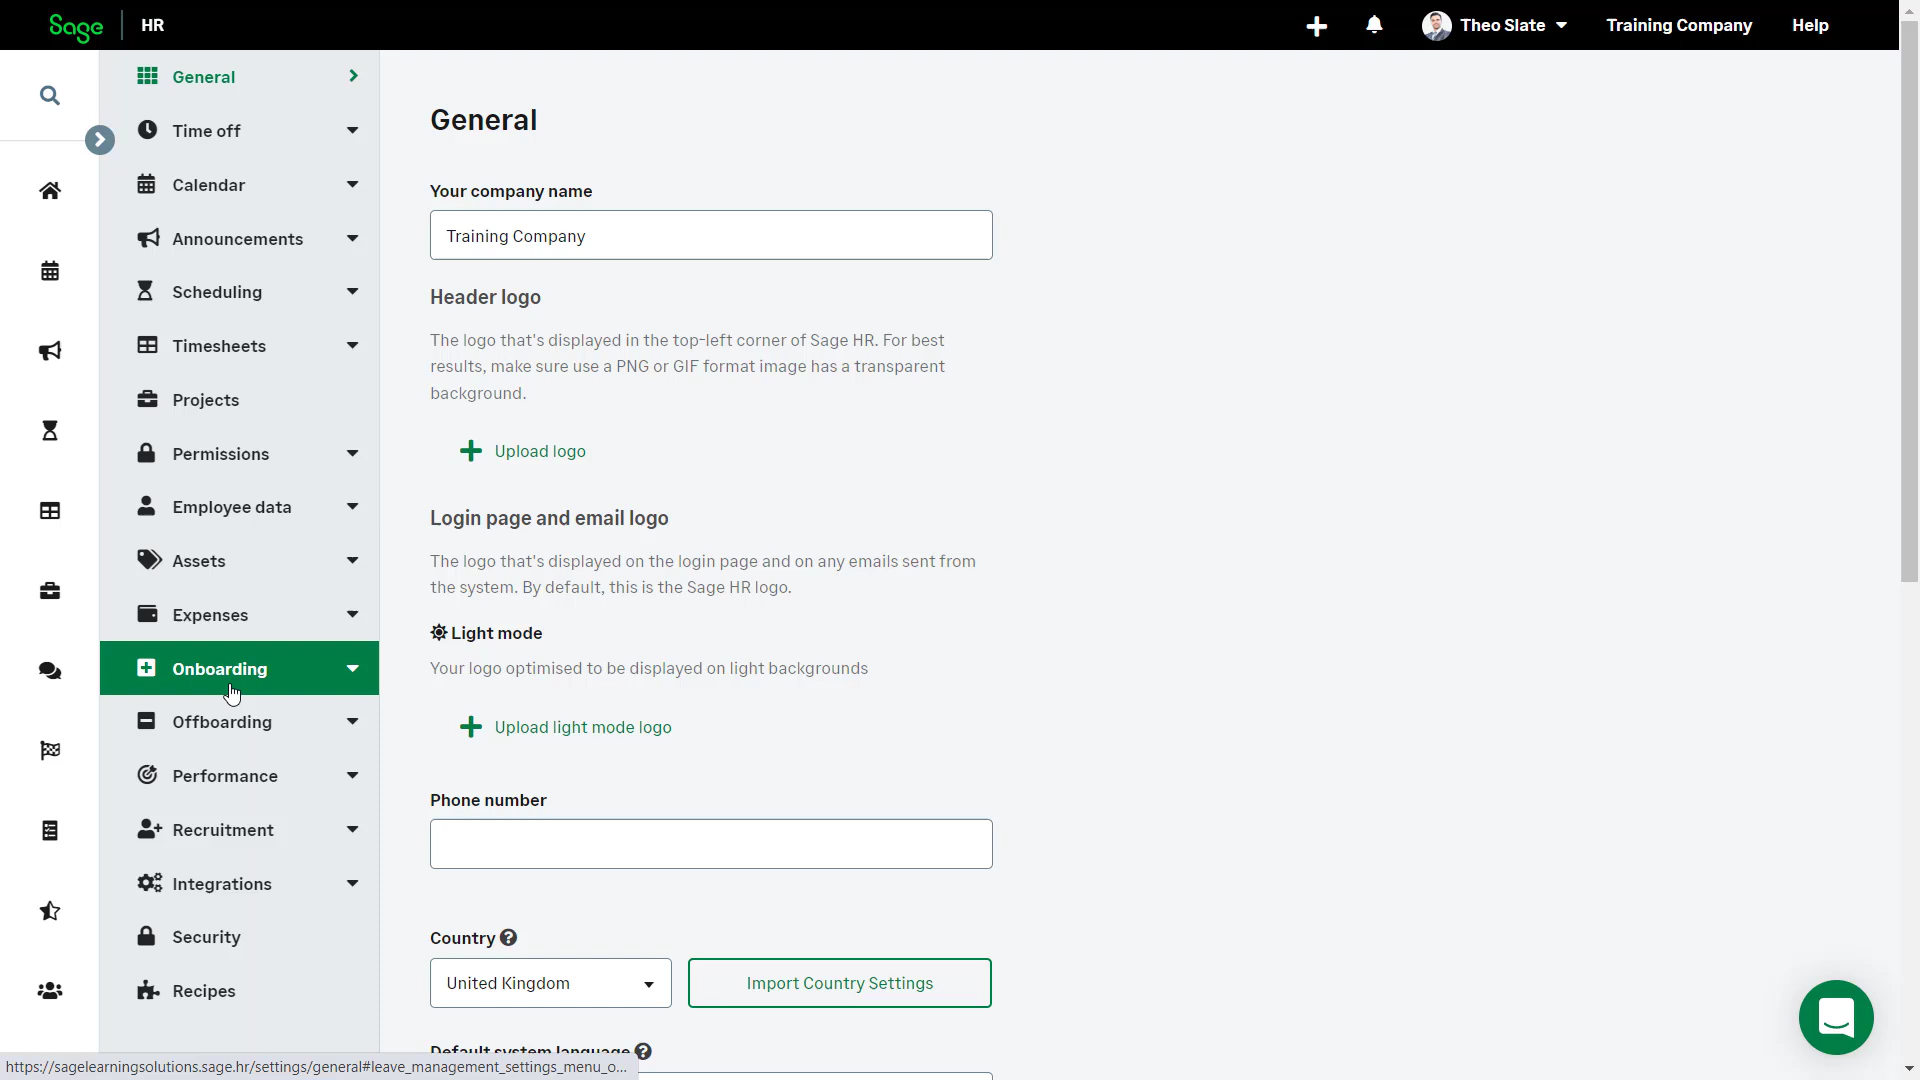 Sage
HR
Theo Slate
Training Company
Help
General
Time off
Calendar
Announcements
Scheduling
Timesheets
Projects
Permissions
Employee data
Assets
Expenses
Onboarding
Offboarding
Performance
Recruitment
Integrations
Security
Recipes
General
Your company name
Training Company
Header logo
The logo that's displayed in the top-left corner of Sage HR. For best
results, make sure use a PNG or GIF format image has a transparent
background.
Upload logo
Login page and email logo
The logo that's displayed on the login page and on any emails sent from
the system. By default, this is the Sage HR logo.
Light mode
Your logo optimised to be displayed on light backgrounds
Upload light mode logo
Phone number
Country
United Kingdom
Import Country Settings
Default system language
https://sagelearningsolutions.sage.hr/settings/general#leave_management_settings_menu_o...